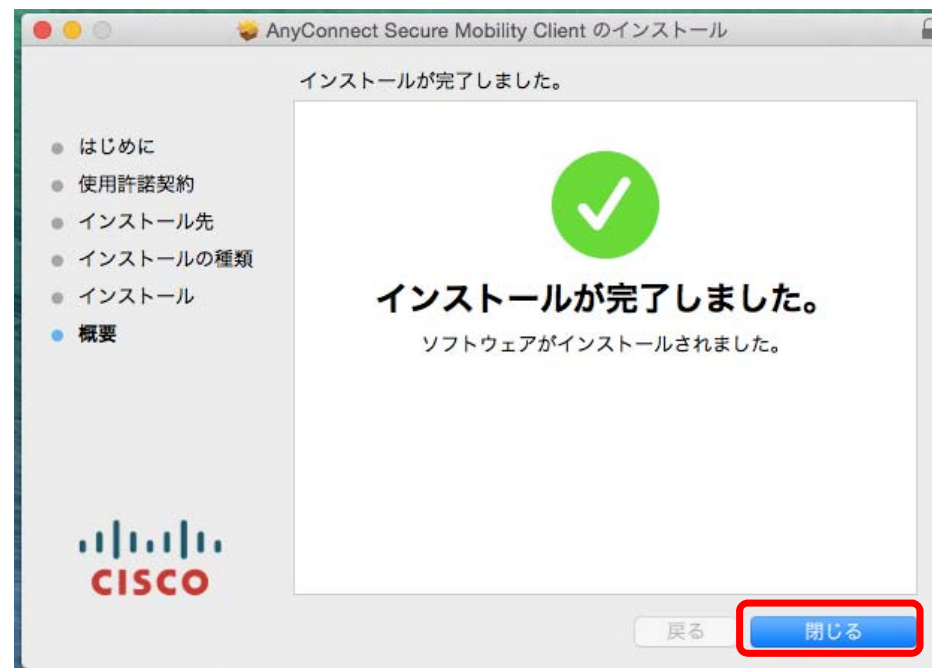 AnyConnect Secure Mobility Client のインストール
インストールが完了しました。
はじめに
使用許諾契約
インストール先
インストールの種類
インストール
概要
インストールが完了しました。
ソフトウェアがインストールされました。
CISCO
戻る
閉じる